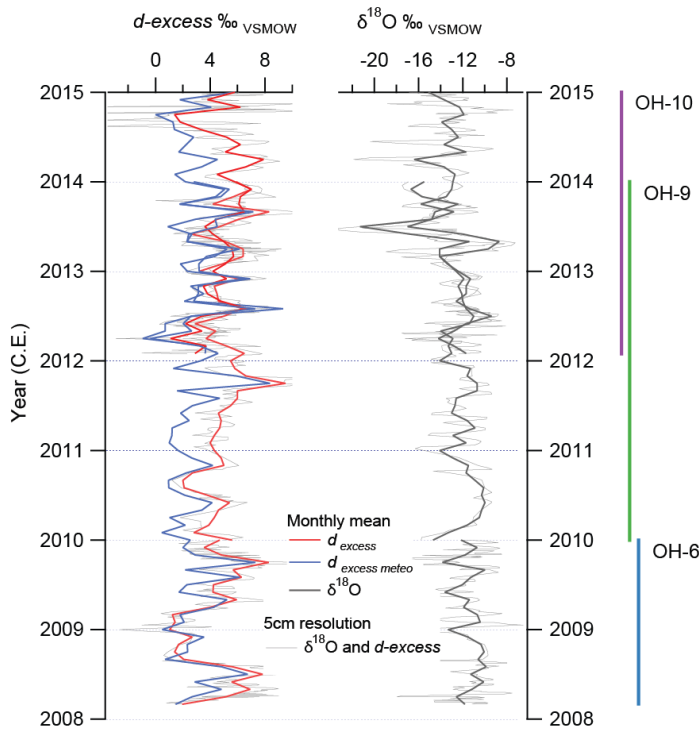 d-excess ‰ VSMOW
δ18O ‰ VSMOW
0 4 8
-20 -16 -12 -8
2015 2015
2014 2014
2013 2013
2012 2012
2011 2011
2010 2010
2009 2009
2008 2008
Year (C.E.)
OH-10
OH-9
OH-6
Monthly mean
d excess
d excess meteo
δ18O
5cm resolution
δ18O and d-excess